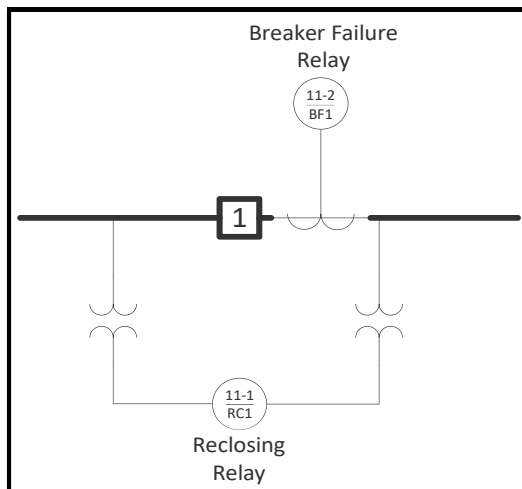 Breaker Failure
Relay
11-2
BF1
1
11-1
RC1
Reclosing
Relay